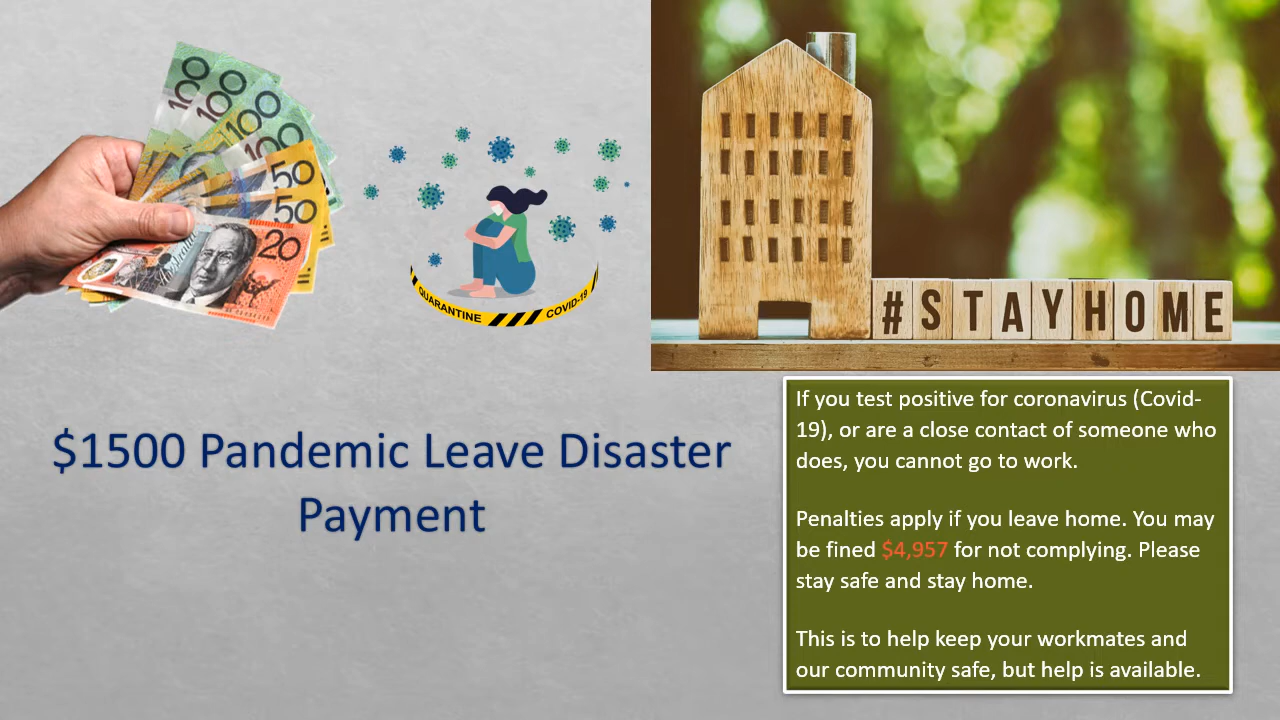 100
100
100
100
50
50
20
Australia
QUARANTINE
COVID-19
#STAYHOME
$1500 Pandemic Leave Disaster
Payment
If you test positive for coronavirus (Covid-
19), or are a close contact of someone who
does, you cannot go to work.
Penalties apply if you leave home. You may
be fined $4,957 for not complying. Please
stay safe and stay home.
This is to help keep your workmates and
our community safe, but help is available.